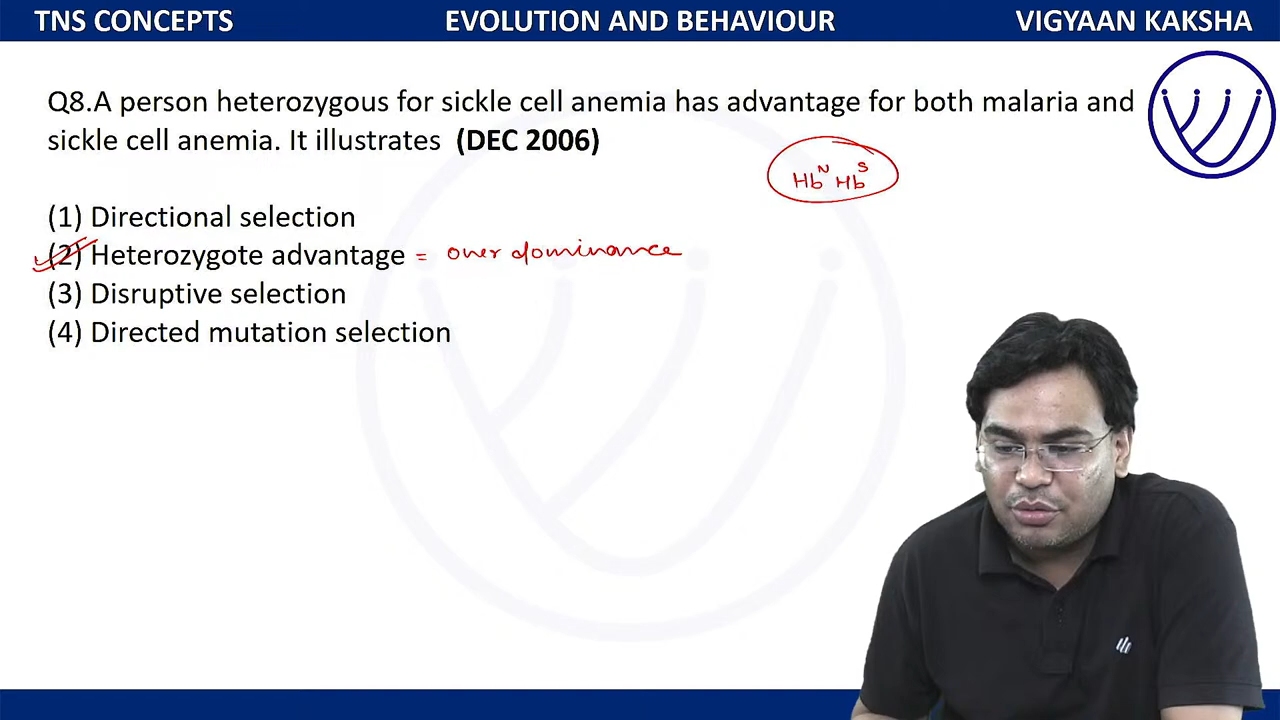 TNS CONCEPTS EVOLUTION AND BEHAVIOUR VIGYAAN KAKSHA
Q8.A person heterozygous for sickle cell anemia has advantage for both malaria and
sickle cell anemia. It illustrates (DEC 2006)
Hb^N Hb^S
(1) Directional selection
(2) Heterozygote advantage = over dominance
(3) Disruptive selection
(4) Directed mutation selection